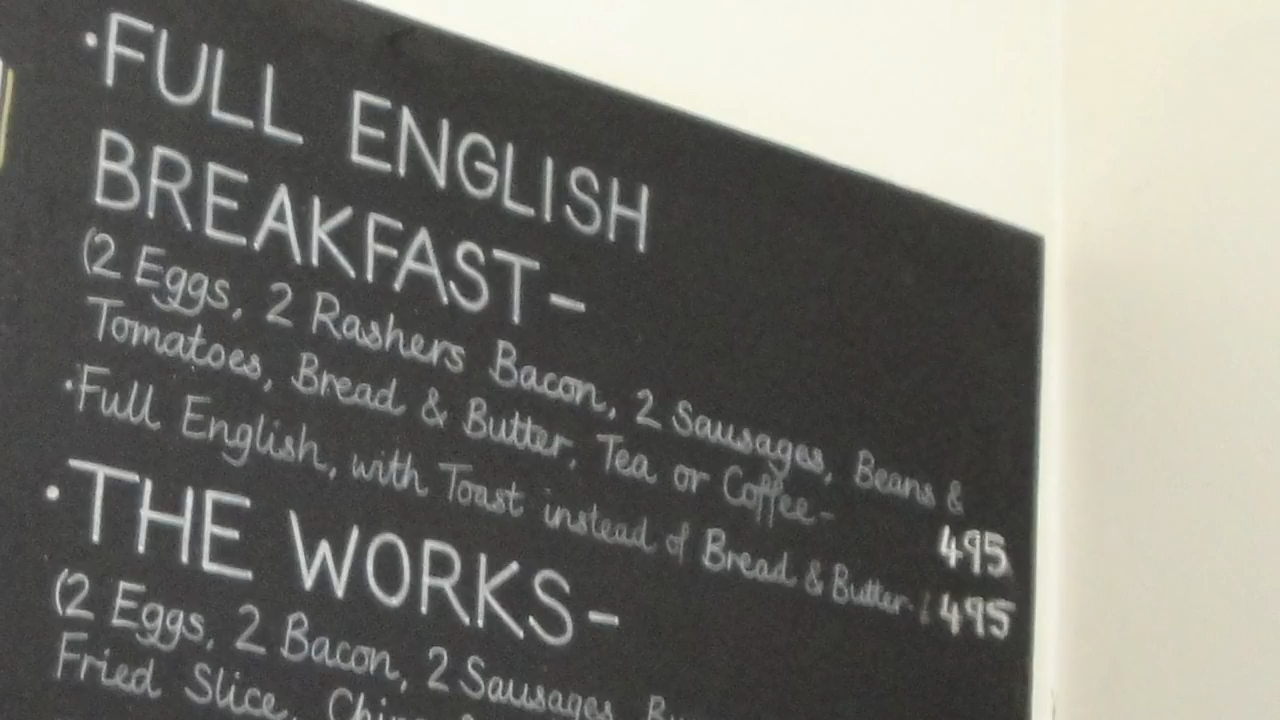 ·FULL ENGLISH
BREAKFAST-
(2 Eggs, 2 Rashers Bacon, 2 Sausages, Beans &
Tomatoes, Bread & Butter, Tea or Coffee- 495
·Full English, with Toast instead of Bread & Butter 495
·THE WORKS-
(2 Eggs, 2 Bacon, 2 Sausages
Fried Slice,